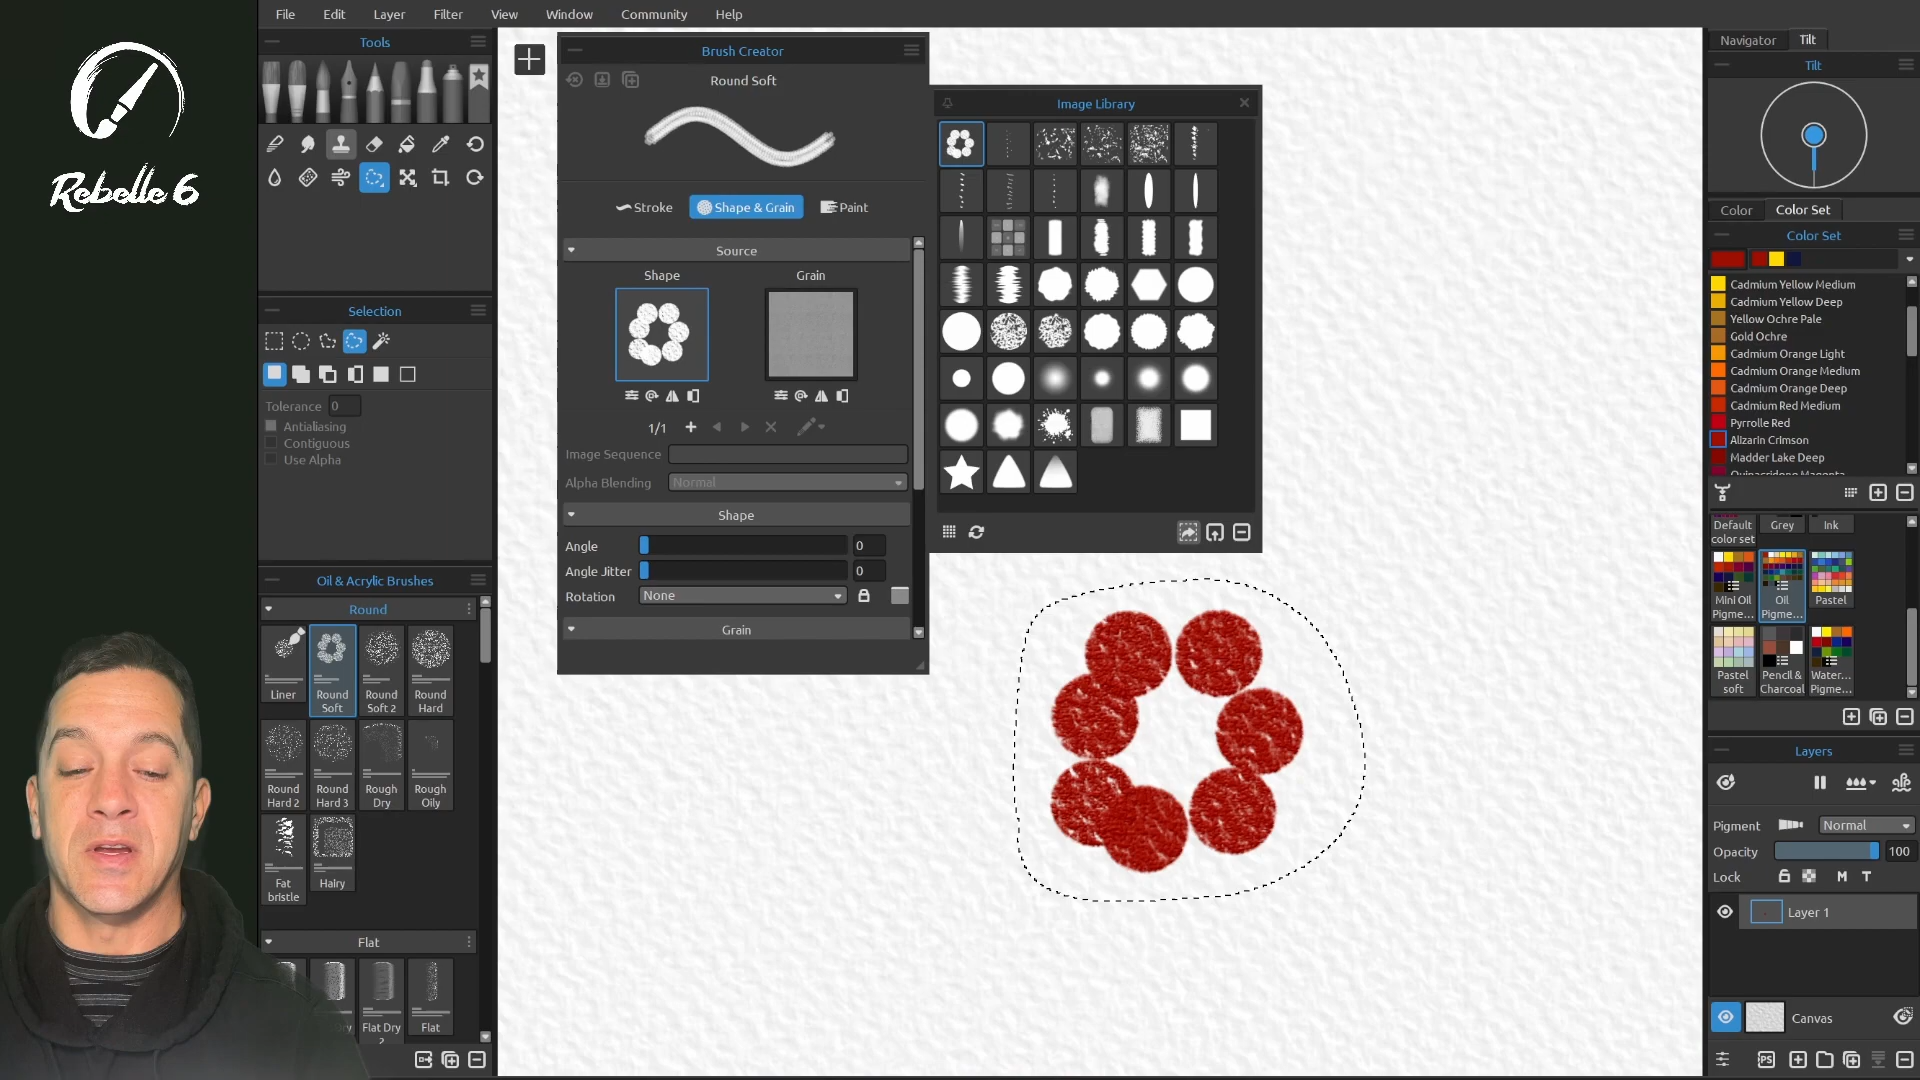 Rebelle 6
File Edit Layer Filter View Window Community Help
Tools
Selection
Tolerance 0
Antialiasing
Contiguous
Use Alpha
Oil & Acrylic Brushes
Round
Liner
Round Soft
Round Soft 2
Round Hard
Round Hard 2
Round Hard 3
Rough Dry
Rough Oily
Fat bristle
Hairy
Flat
Flat Dry 2
Flat
Brush Creator
Round Soft
Stroke Shape & Grain Paint
Source
Shape Grain
1/1
Image Sequence
Alpha Blending Normal
Shape
Angle 0
Angle Jitter 0
Rotation None
Grain
Image Library
Navigator Tilt
Tilt
Color Color Set
Color Set
Cadmium Yellow Medium
Cadmium Yellow Deep
Yellow Ochre Pale
Gold Ochre
Cadmium Orange Light
Cadmium Orange Medium
Cadmium Orange Deep
Cadmium Red Medium
Pyrrolle Red
Alizarin Crimson
Madder Lake Deep
Quinacridone Magenta
Default color set
Grey
Ink
Mini Oil Pigme...
Oil Pigme...
Pastel
Pastel soft
Pencil & Charcoal
Water... Pigme...
Layers
Pigment Normal
Opacity 100
Lock M T
Layer 1
Canvas
PS